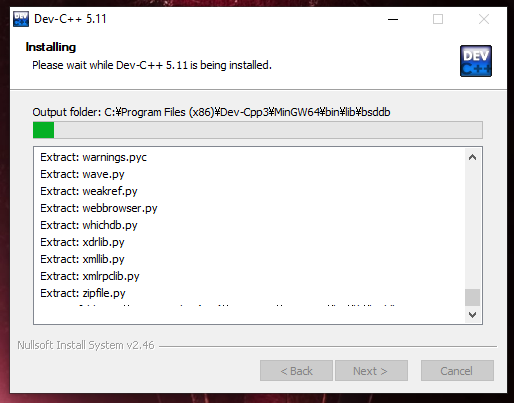 Dev-C++ 5.11
Installing
Please wait while Dev-C++ 5.11 is being installed.
DEV
C++
Output folder: C:¥Program Files (x86)¥Dev-Cpp3¥MinGW64¥bin¥lib¥bsddb
Extract: warnings.pyc
Extract: wave.py
Extract: weakref.py
Extract: webbrowser.py
Extract: whichdb.py
Extract: xdrlib.py
Extract: xmllib.py
Extract: xmlrpclib.py
Extract: zipfile.py
Nullsoft Install System v2.46
< Back
Next >
Cancel